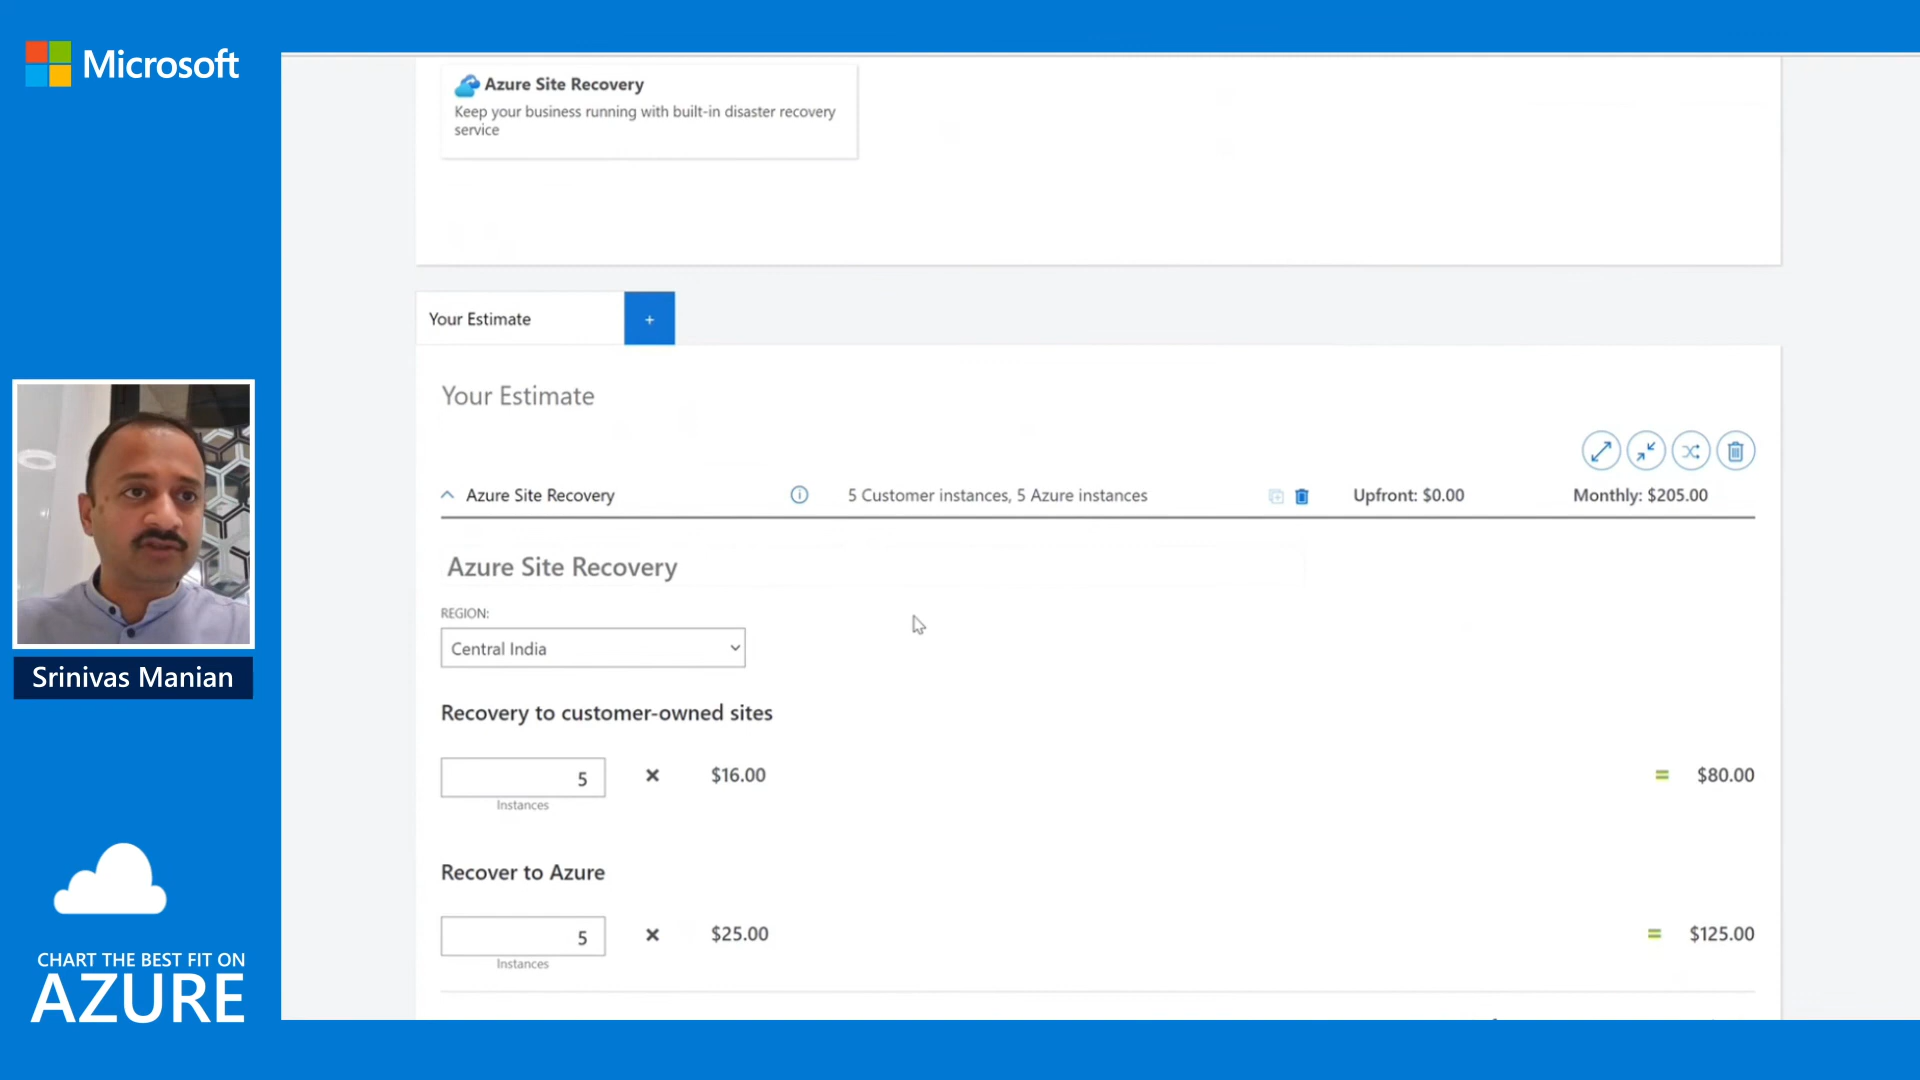 Microsoft
Azure Site Recovery
Keep your business running with built-in disaster recovery
service
Your Estimate
+
Your Estimate
Azure Site Recovery
5 Customer instances, 5 Azure instances
Upfront: $0.00
Monthly: $205.00
Azure Site Recovery
REGION:
Central India
Recovery to customer-owned sites
5 × $16.00 = $80.00
Instances
Recover to Azure
5 × $25.00 = $125.00
Instances
Srinivas Manian
CHART THE BEST FIT ON
AZURE